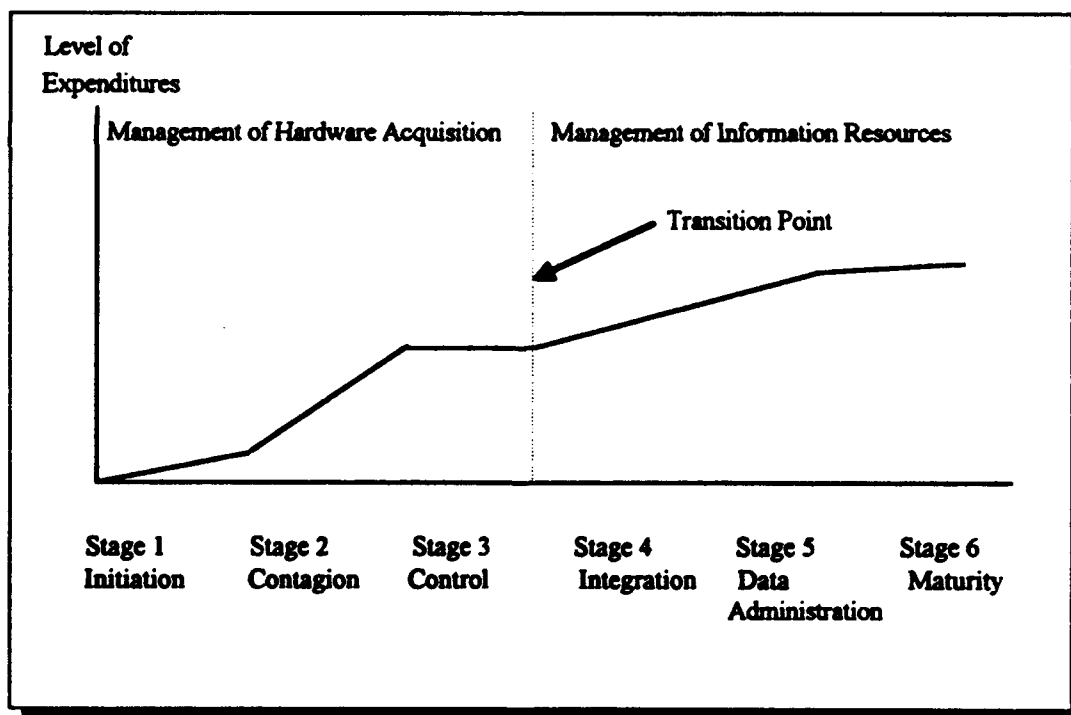 Level of
Expenditures
Management of Hardware Acquisition
Management of Information Resources
Transition Point
Stage 1
Initiation
Stage 2
Contagion
Stage 3
Control
Stage 4
Integration
Stage 5
Data
Administration
Stage 6
Maturity